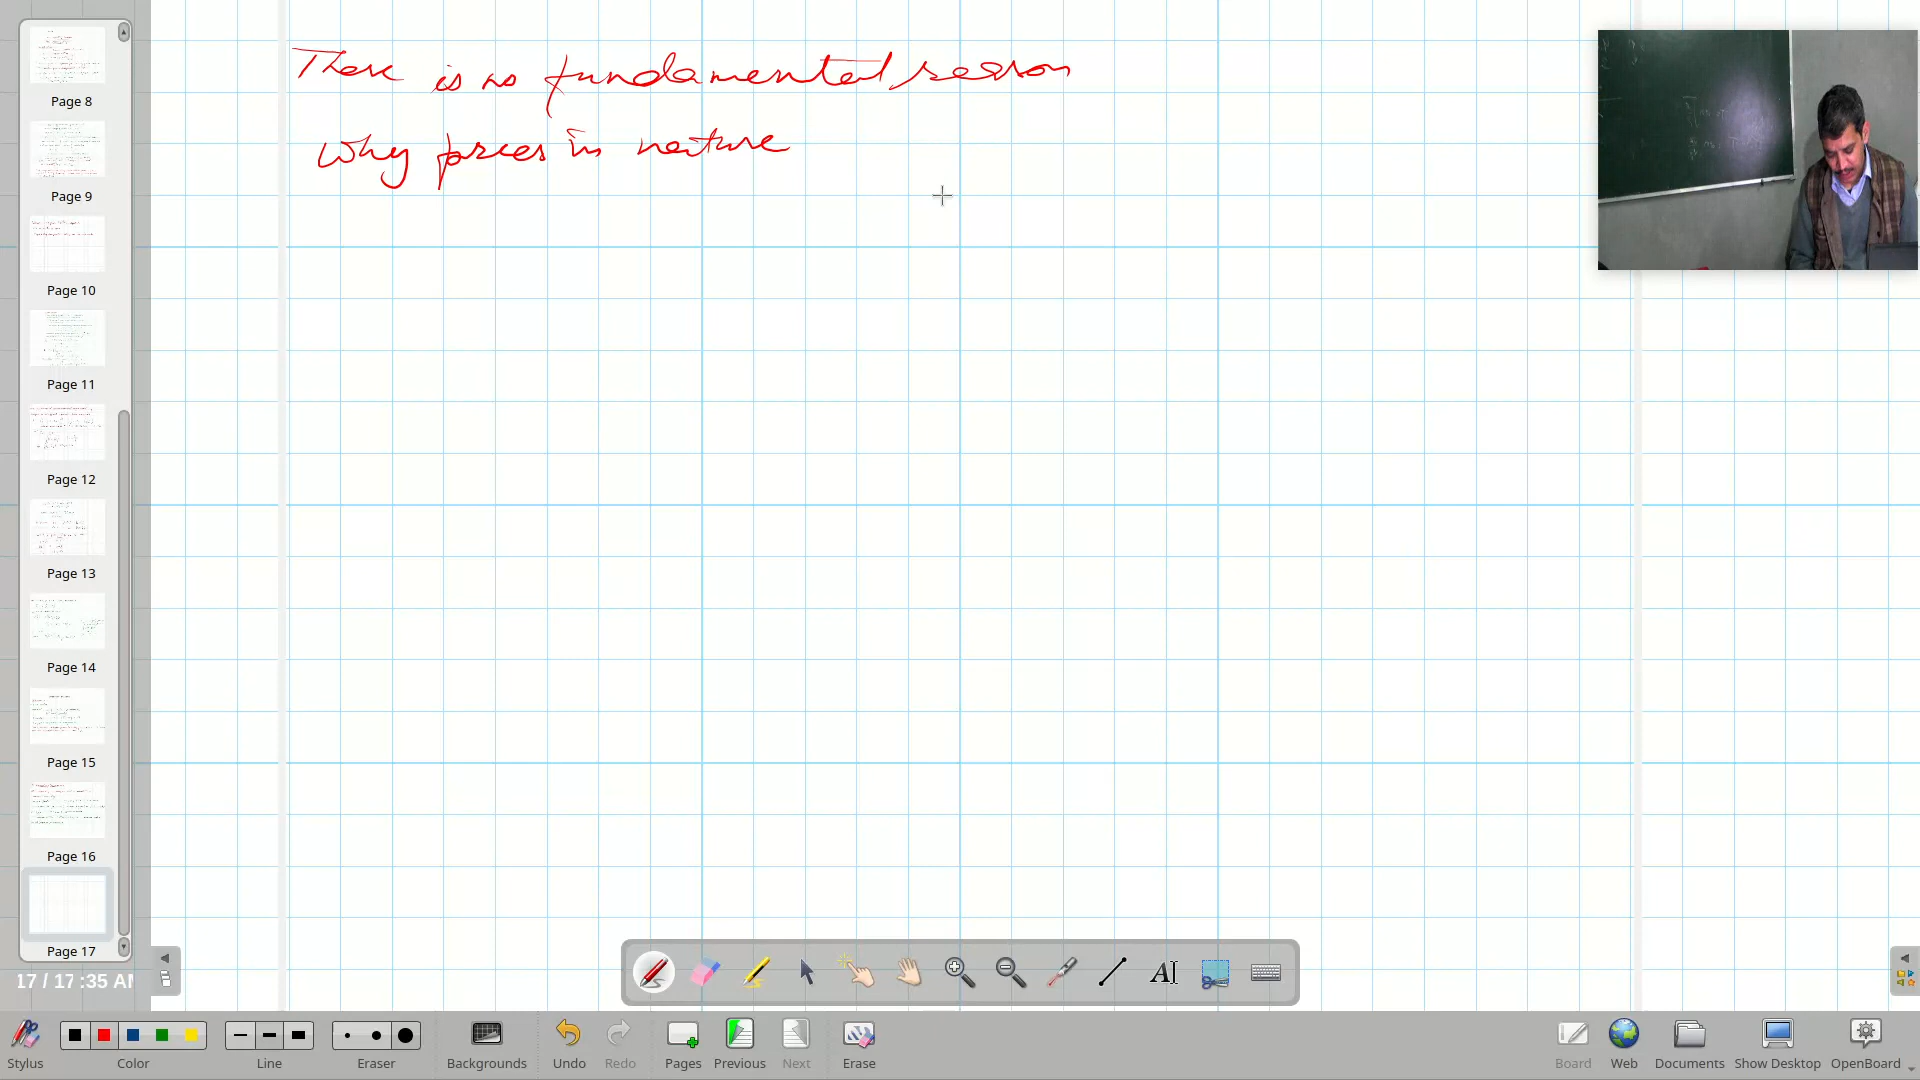 There is no fundamental reason
why forces in nature
Page 8
Page 9
Page 10
Page 11
Page 12
Page 13
Page 14
Page 15
Page 16
Page 17
17 / 17 :35 AM
Stylus
Color
Line
Eraser
Backgrounds
Undo
Redo
Pages
Previous
Next
Erase
Board
Web
Documents
Show Desktop
OpenBoard